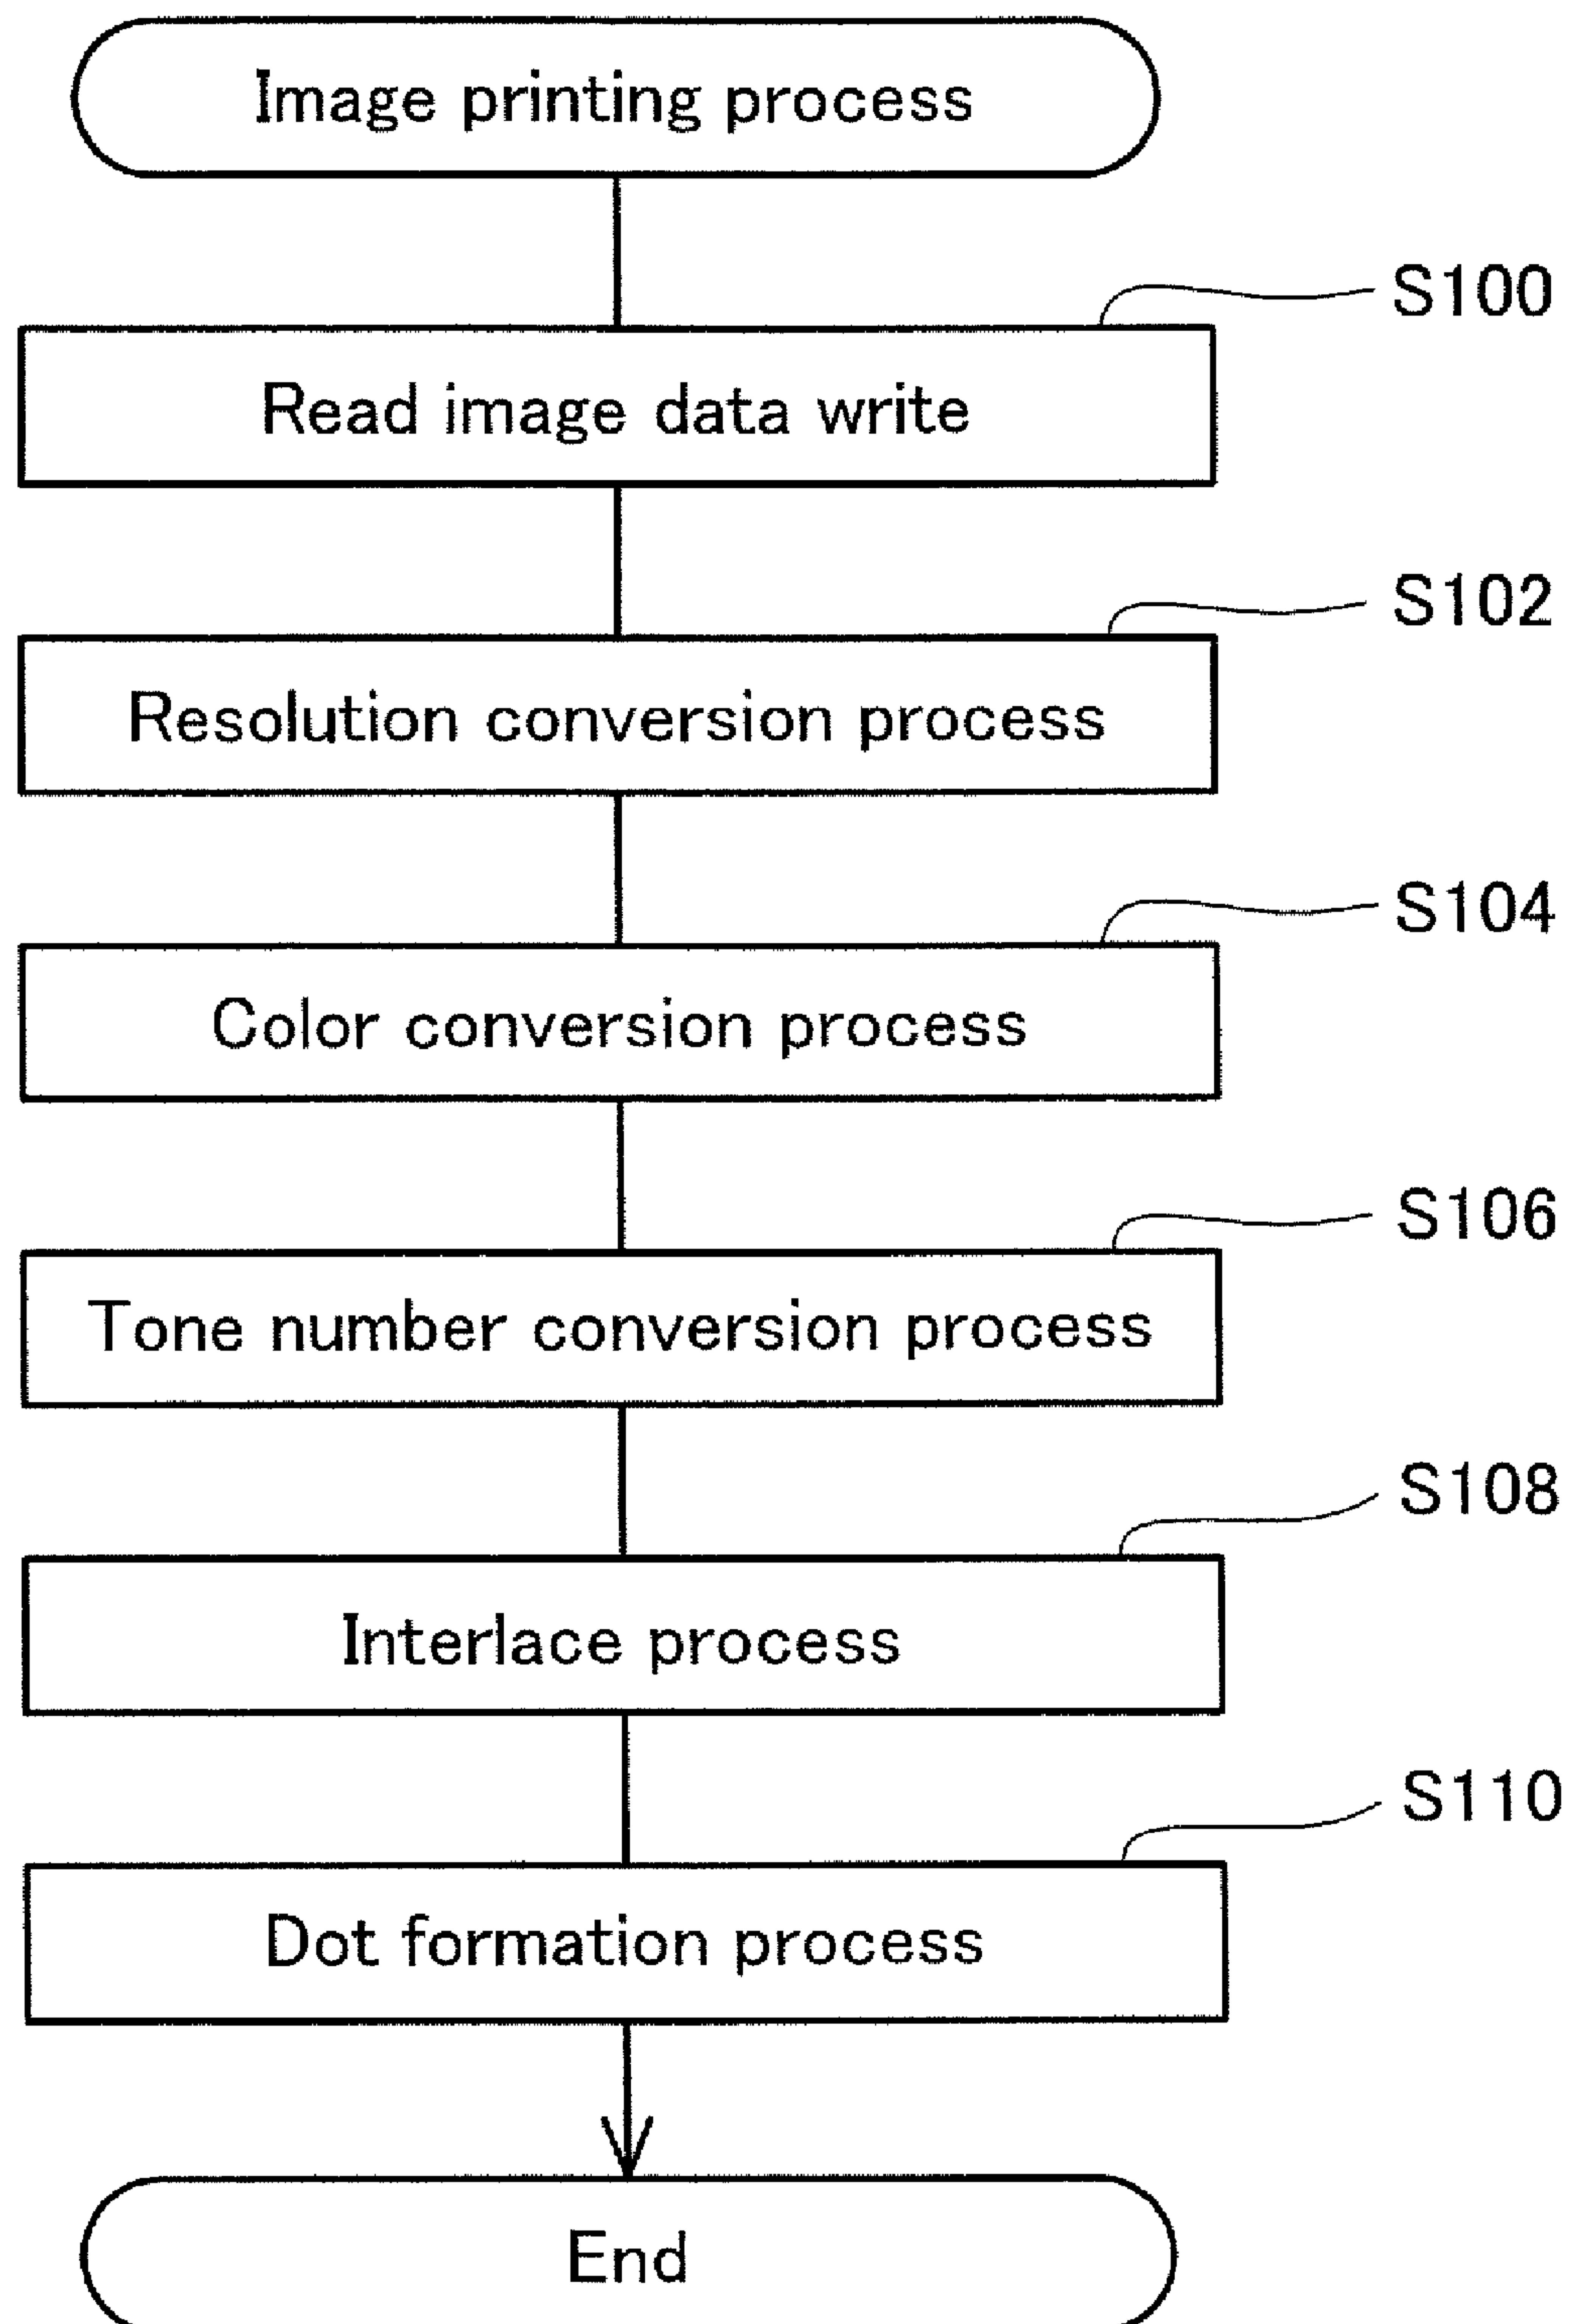 Image printing process
S100
Read image data write
S102
Resolution conversion process
S104
Color conversion process
S106
Tone number conversion process
S108
Interlace process
S110
Dot formation process
End